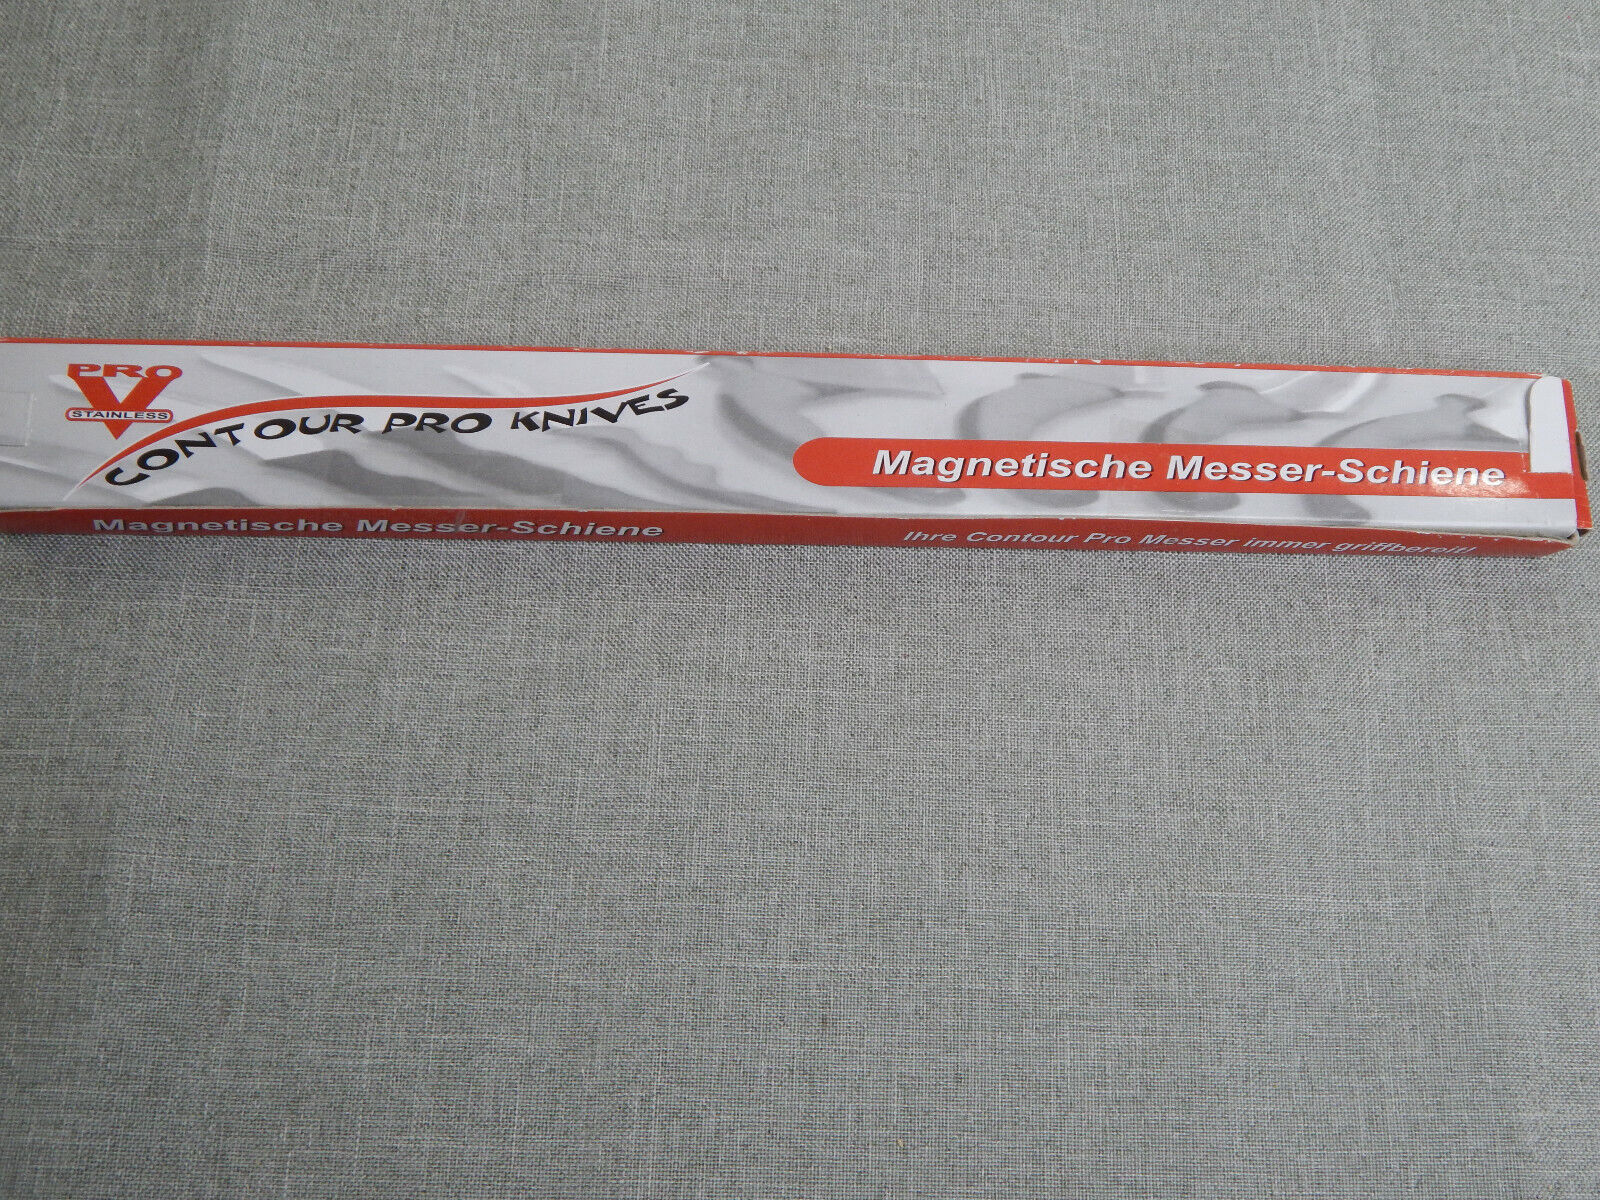 PRO
V
STAINLESS
CONTOUR PRO KNIVES
Magnetische Messer-Schiene
Magnetische Messer-Schiene
Ihre Contour Pro Messer immer griffbereit!